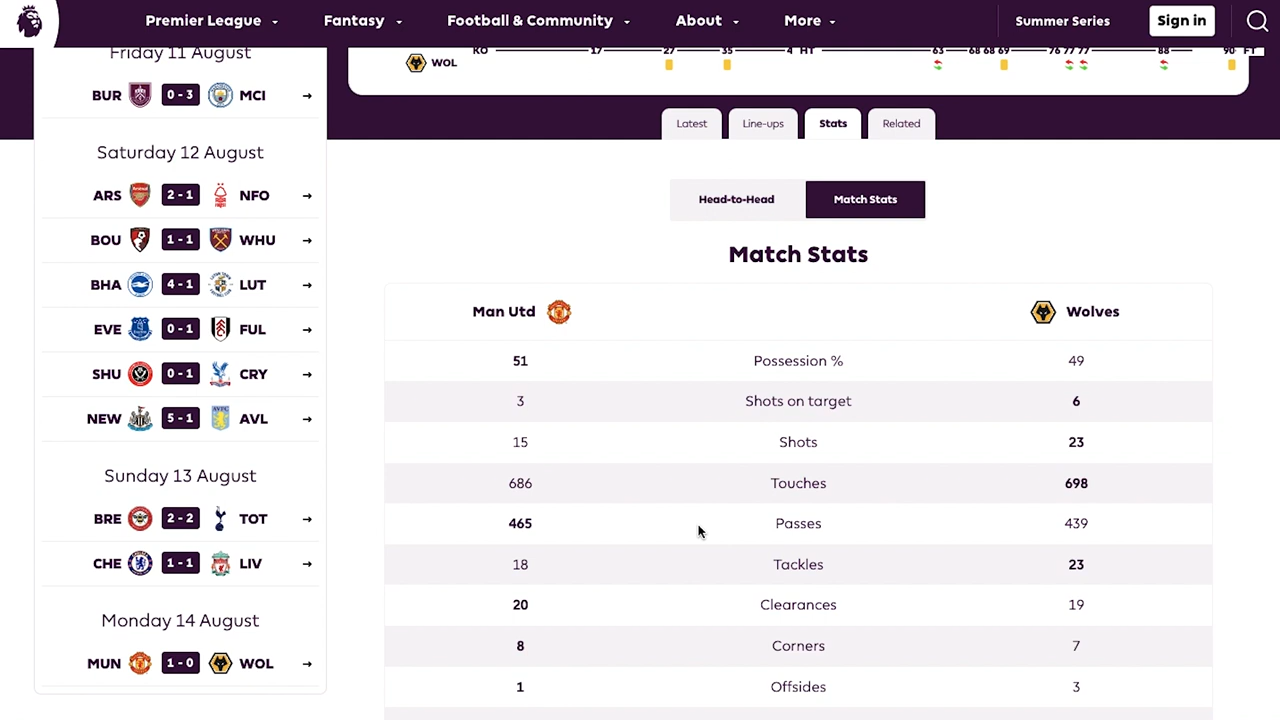 Premier League Fantasy Football & Community About More Summer Series Sign in
Friday 11 August
BUR 0 - 3 MCI
Saturday 12 August
ARS 2 - 1 NFO
BOU 1 - 1 WHU
BHA 4 - 1 LUT
EVE 0 - 1 FUL
SHU 0 - 1 CRY
NEW 5 - 1 AVL
Sunday 13 August
BRE 2 - 2 TOT
CHE 1 - 1 LIV
Monday 14 August
MUN 1 - 0 WOL
KO 17 27 35 4 HT 63 68 68 69 76 77 77 88 90 FT
WOL
Latest Line-ups Stats Related
Head-to-Head Match Stats
Match Stats
Man Utd Wolves
51 Possession % 49
3 Shots on target 6
15 Shots 23
686 Touches 698
465 Passes 439
18 Tackles 23
20 Clearances 19
8 Corners 7
1 Offsides 3